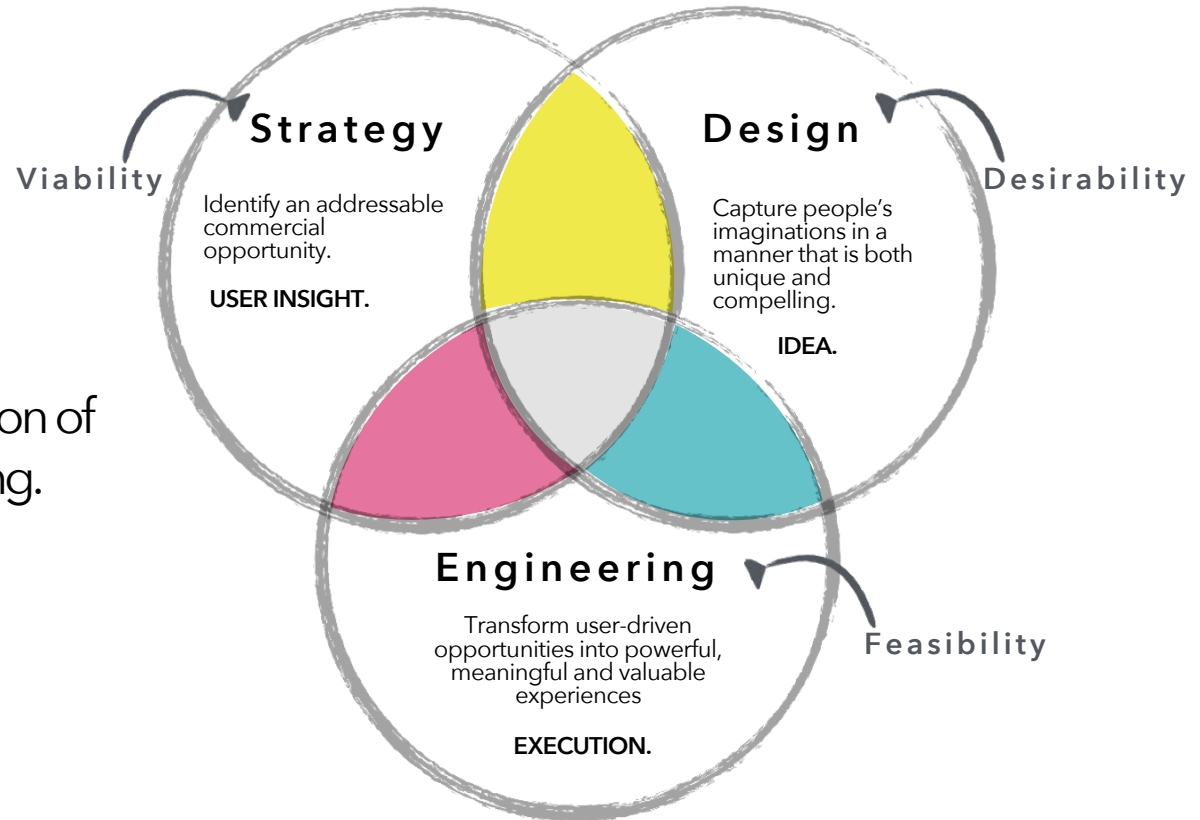 Strategy
Design
Viability
Desirability
Identify an addressable
commercial
opportunity.
USER INSIGHT.
Capture people's
imaginations in a
manner that is both
unique and
compelling.
IDEA.
on of
Engineering
Transform user-driven
opportunities into powerful,
meaningful and valuable
experiences
EXECUTION.
Feasibility